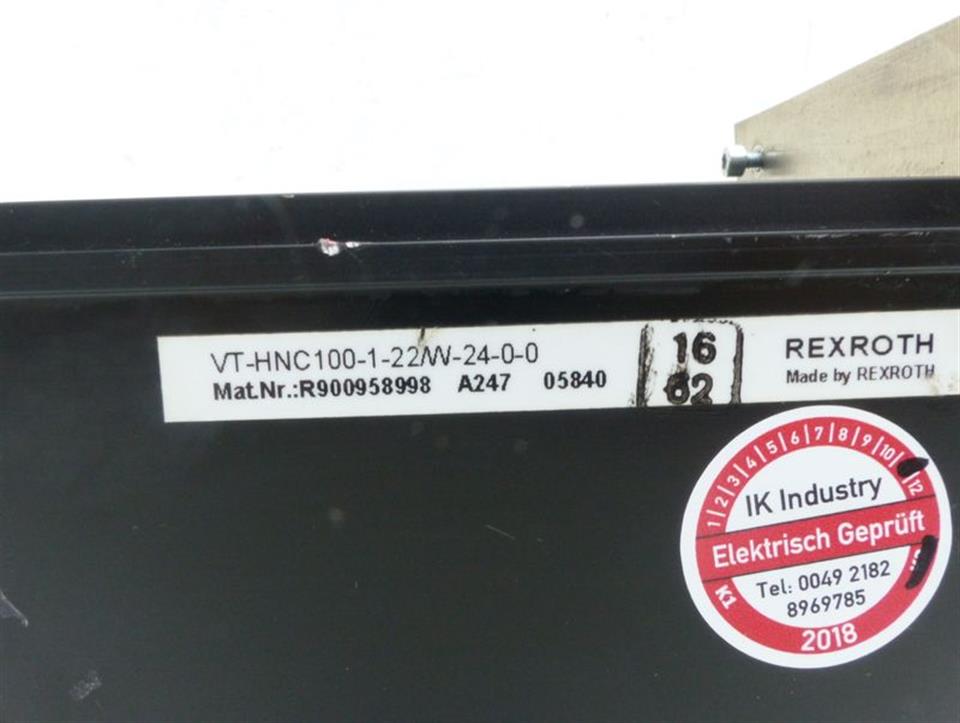 VT-HNC100-1-22/W-24-0-0
Mat.Nr.:R900958998 A247 05840
16
02
REXROTH
Made by REXROTH
1|2|3|4|5|6|7|8|9|10 12
IK Industry
Elektrisch Geprüft
Tel: 0049 2182
8969785
K1
2018